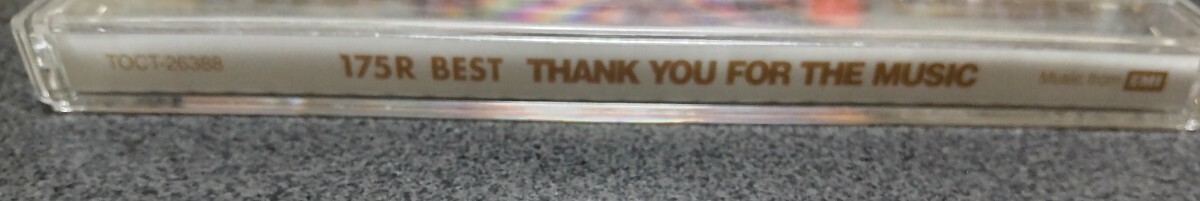 TOCT-26388 175R BEST THANK YOU FOR THE MUSIC Music from EMI